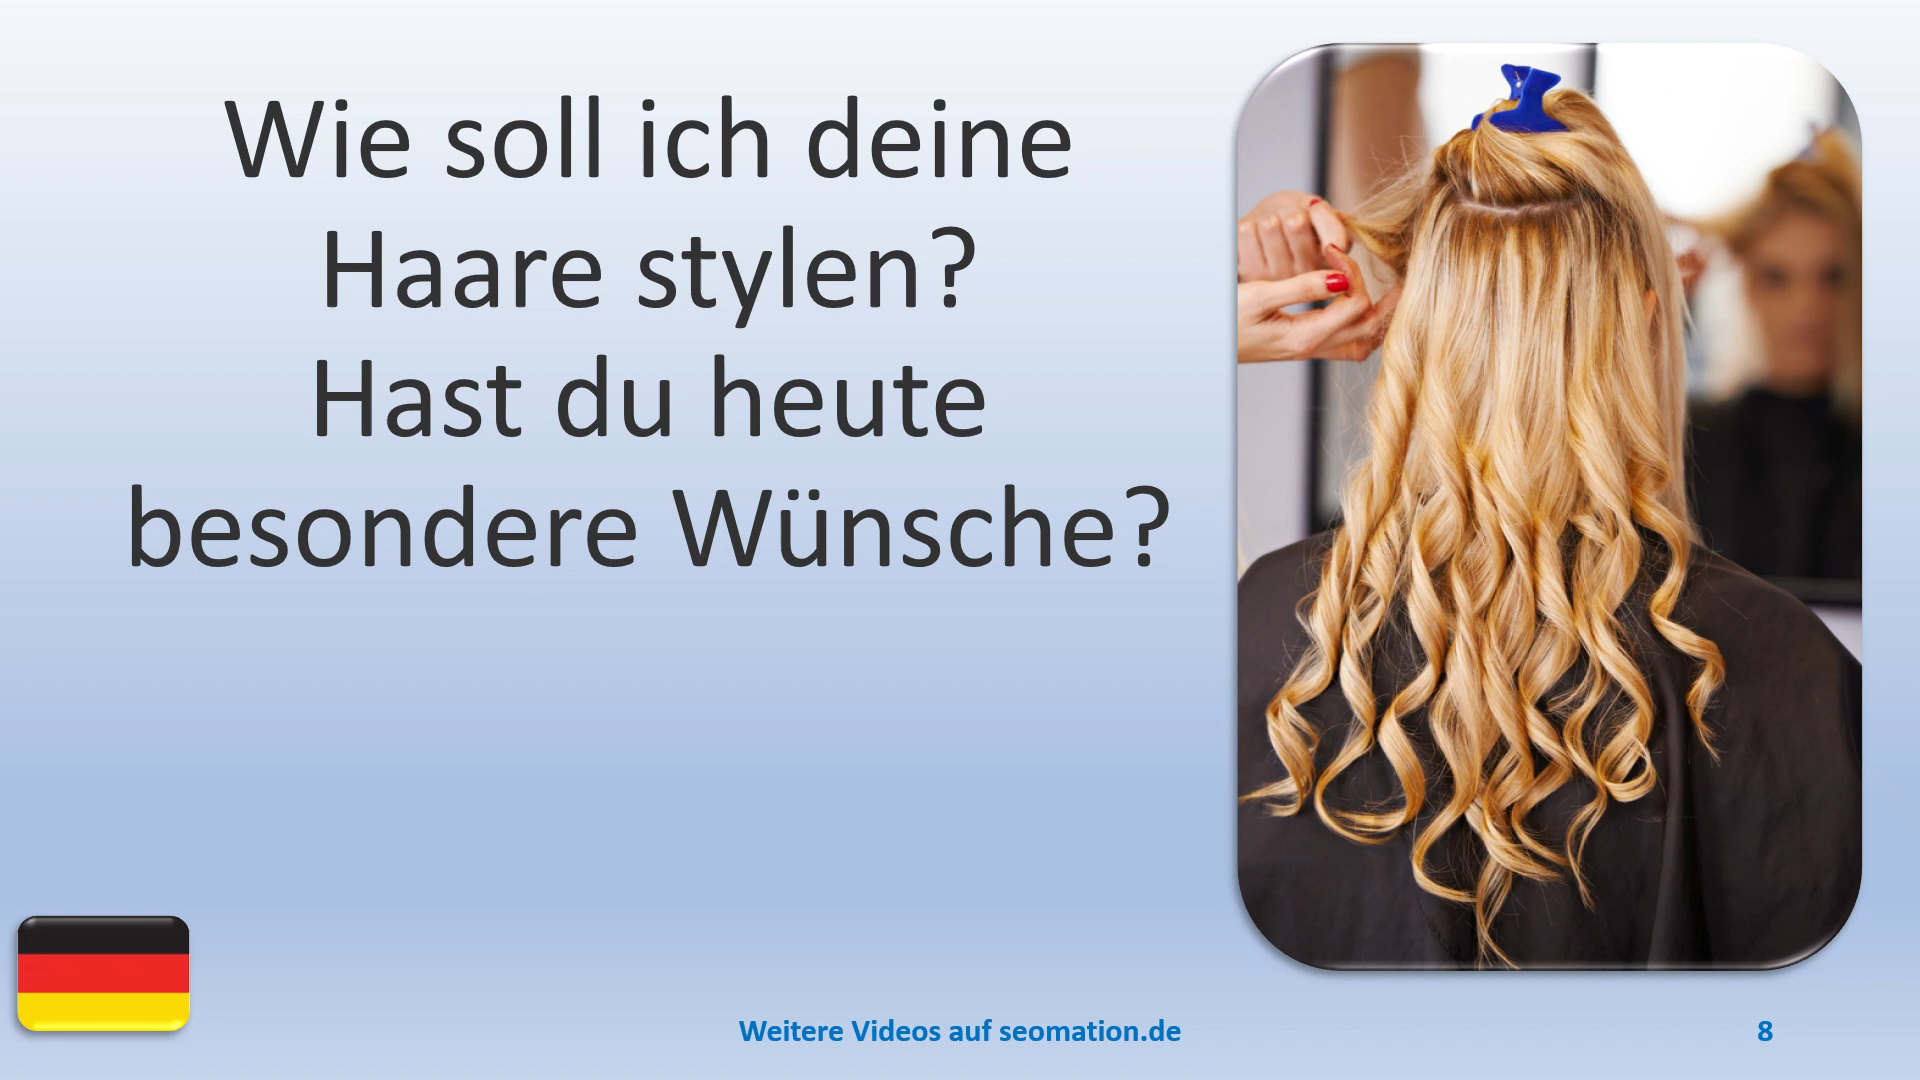 Wie soll ich deine
Haare stylen?
Hast du heute
besondere Wünsche?
Weitere Videos auf seomation.de
8